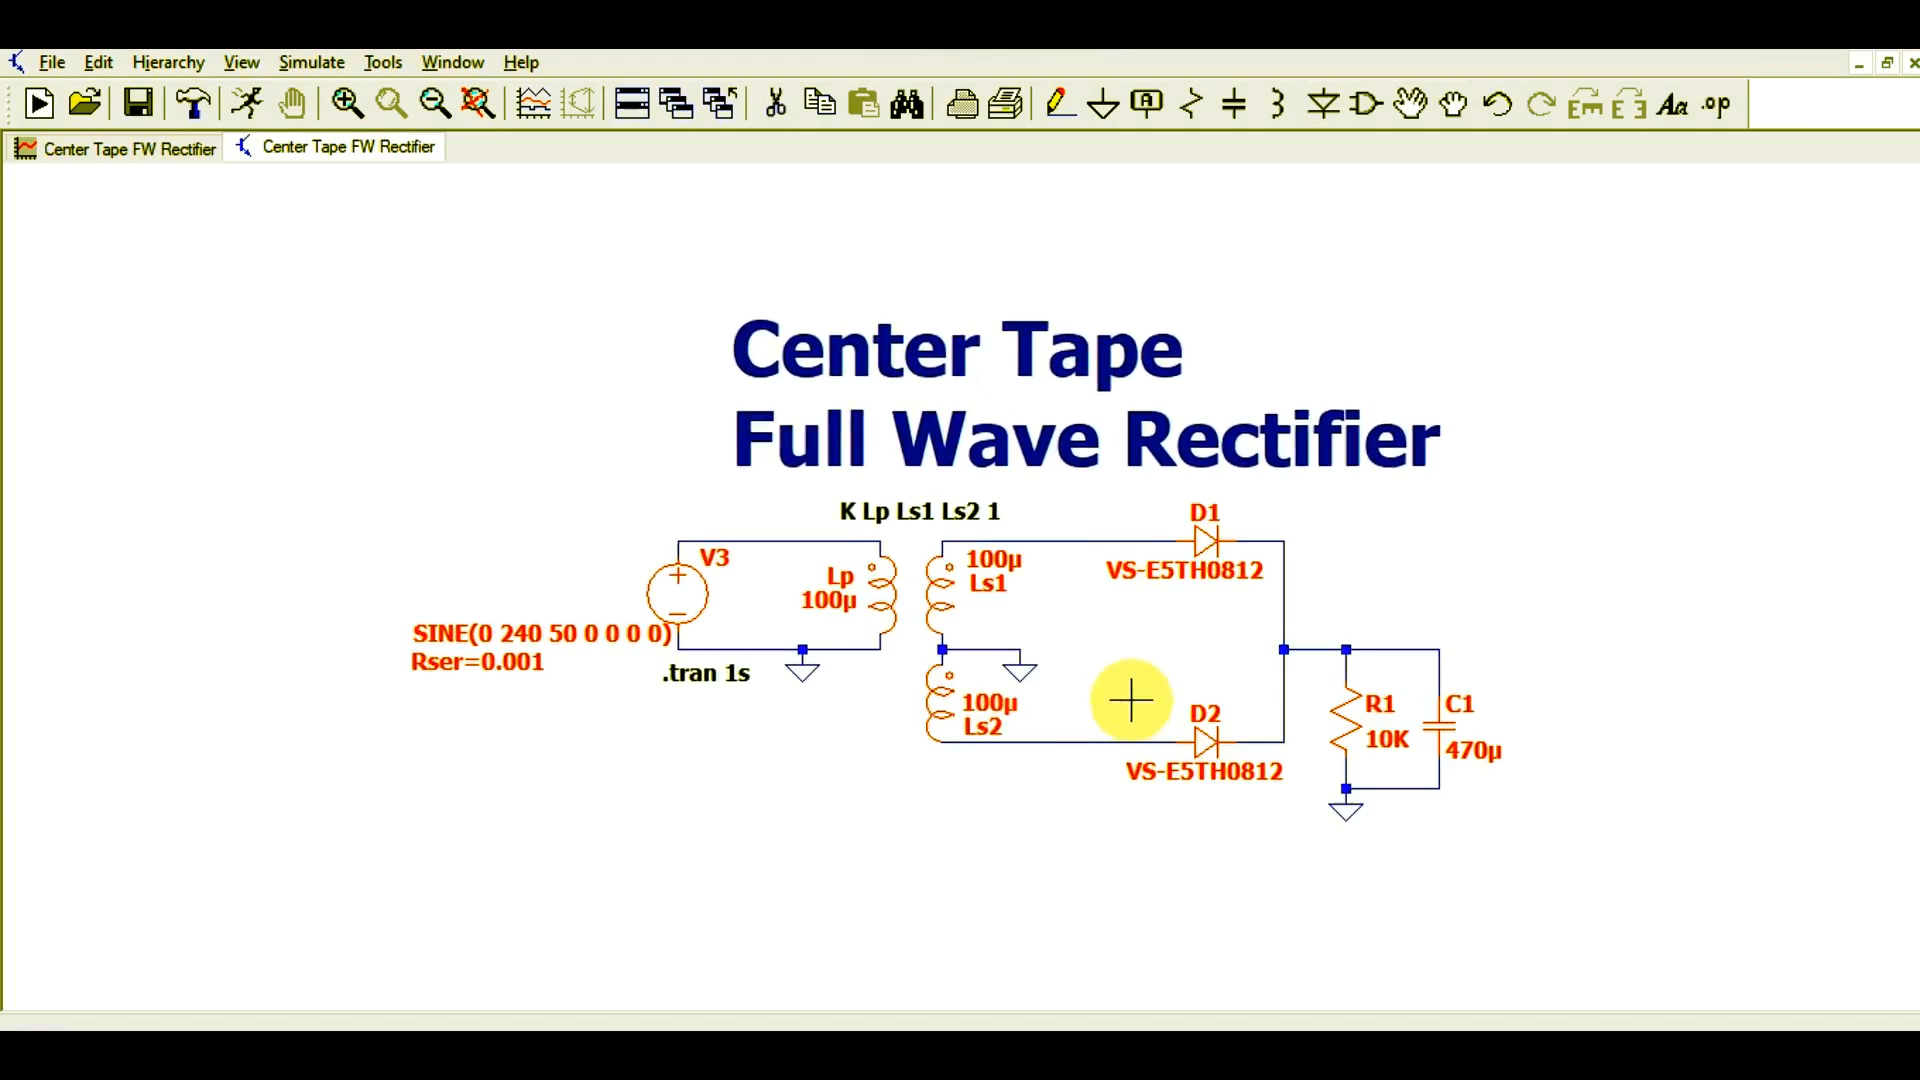 File Edit Hierarchy View Simulate Tools Window Help
A Aa .op
Center Tape FW Rectifier Center Tape FW Rectifier
Center Tape
Full Wave Rectifier
K Lp Ls1 Ls2 1
D1
V3
100µ
Ls1
VS-E5TH0812
Lp
100µ
SINE(0 240 50 0 0 0 0)
Rser=0.001
.tran 1s
100µ
Ls2
D2
VS-E5TH0812
R1
10K
C1
470µ